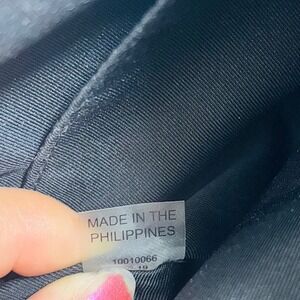 MADE IN THE
PHILIPPINES
10010066